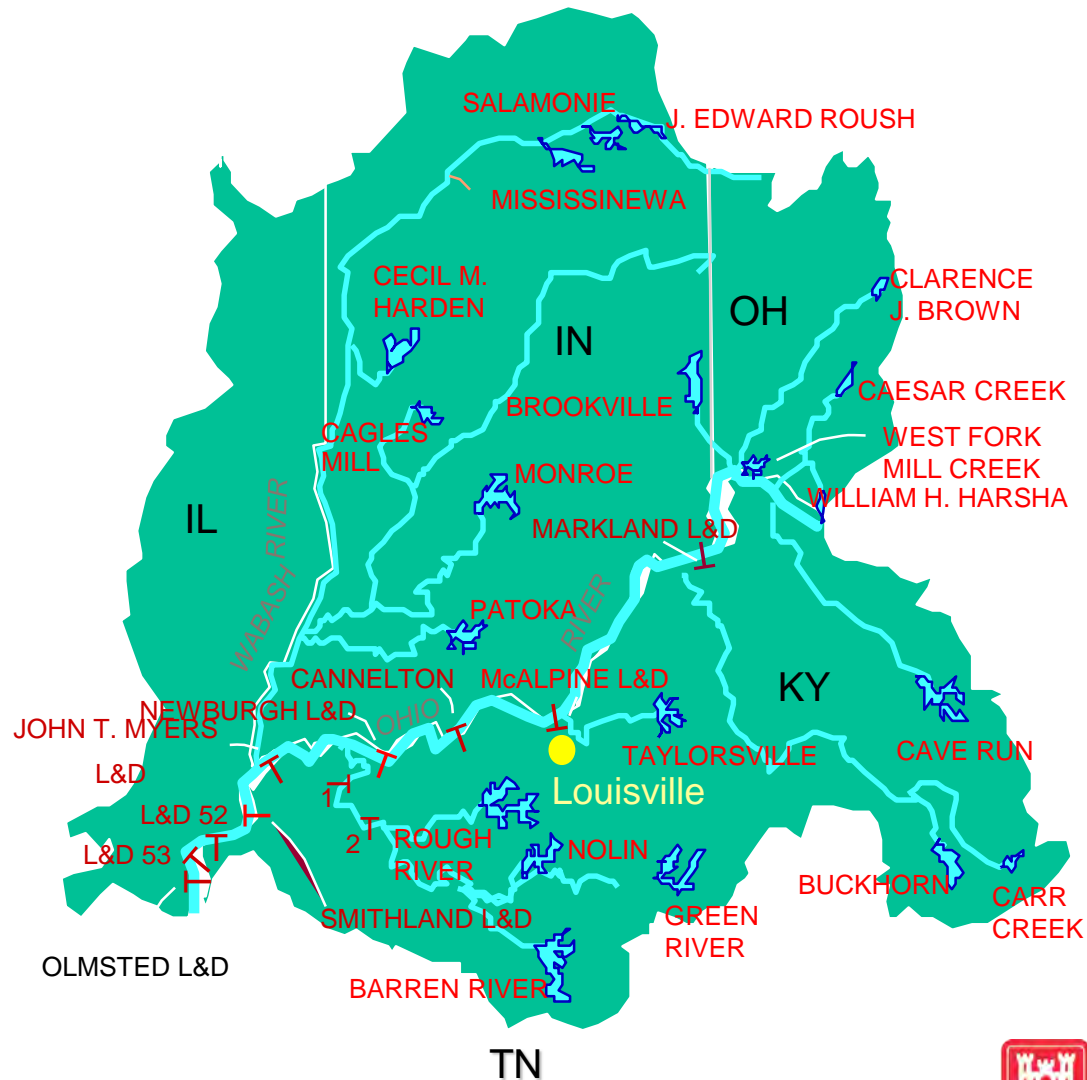 SALAMONIE
J. EDWARD ROUSH
MISSISSINEWA
CECIL M.
HARDEN
CLARENCE
J. BROWN
OH
IN
BROOKVILLE
CAESAR CREEK
CAGLES
MILL
WEST FORK
MILL CREEK
MONROE
WILLIAM H. HARSHA
IL
MARKLAND L&D
WABASH RIVER
PATOKA
RIVER
CANNELTON
McALPINE L&D
KY
NEWBURGH L&D
OHIO
JOHN T. MYERS
L&D
TAYLORSVILLE
CAVE RUN
Louisville
1
L&D 52
2
ROUGH
RIVER
NOLIN
L&D 53
BUCKHORN
CARR
CREEK
SMITHLAND L&D
GREEN
RIVER
OLMSTED L&D
BARREN RIVER
TN